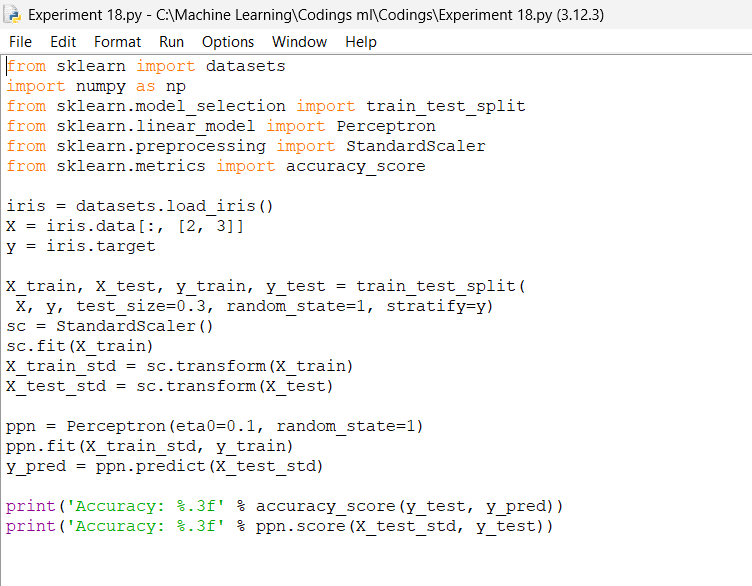 Experiment 18.py - C:\Machine Learning\Codings ml\Codings\Experiment 18.py (3.12.3)
File Edit Format Run Options Window Help
from sklearn import datasets
import numpy as np
from sklearn.model_selection import train_test_split
from sklearn.linear_model import Perceptron
from sklearn.preprocessing import StandardScaler
from sklearn.metrics import accuracy_score

iris = datasets.load_iris()
X = iris.data[:, [2, 3]]
y = iris.target

X_train, X_test, y_train, y_test = train_test_split(
 X, y, test_size=0.3, random_state=1, stratify=y)
sc = StandardScaler()
sc.fit(X_train)
X_train_std = sc.transform(X_train)
X_test_std = sc.transform(X_test)

ppn = Perceptron(eta0=0.1, random_state=1)
ppn.fit(X_train_std, y_train)
y_pred = ppn.predict(X_test_std)

print('Accuracy: %.3f' % accuracy_score(y_test, y_pred))
print('Accuracy: %.3f' % ppn.score(X_test_std, y_test))